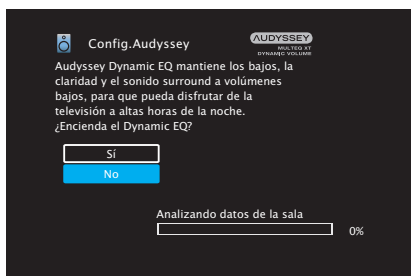 Config.Audyssey
AUDYSSEY
MULTEQ XT
DYNAMIC VOLUME
Audyssey Dynamic EQ mantiene los bajos, la
claridad y el sonido surround a volúmenes
bajos, para que pueda disfrutar de la
televisión a altas horas de la noche.
¿Encienda el Dynamic EQ?
Sí
No
Analizando datos de la sala
0%